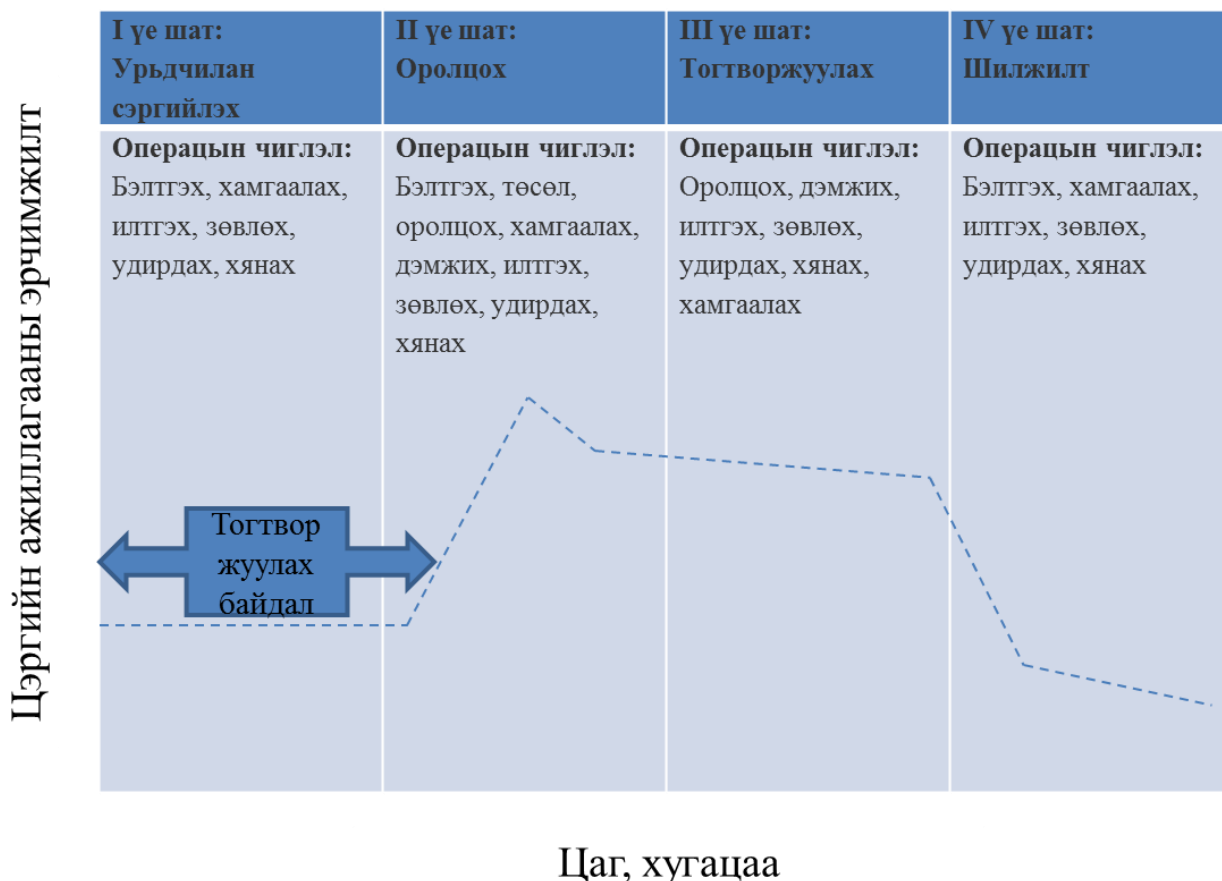 I үе шат:
Урьдчилан
сэргийлэх
II үе шат:
Оролцох
III үе шат:
Тогтворжуулах
IV үе шат:
Шилжилт
Операцын чиглэл:
Бэлтгэх, хамгаалах,
илтгэх, зөвлөх,
удирдах, хянах
Операцын чиглэл:
Бэлтгэх, төсөл,
оролцох, хамгаалах,
дэмжих, илтгэх,
зөвлөх, удирдах,
хянах
Операцын чиглэл:
Оролцох, дэмжих,
илтгэх, зөвлөх,
удирдах, хянах,
хамгаалах
Операцын чиглэл:
Бэлтгэх, хамгаалах,
илтгэх, зөвлөх,
удирдах, хянах
Тогтвор
жуулах
байдал
Цэргийн ажиллагааны эрчимжилт
Цаг, хугацаа